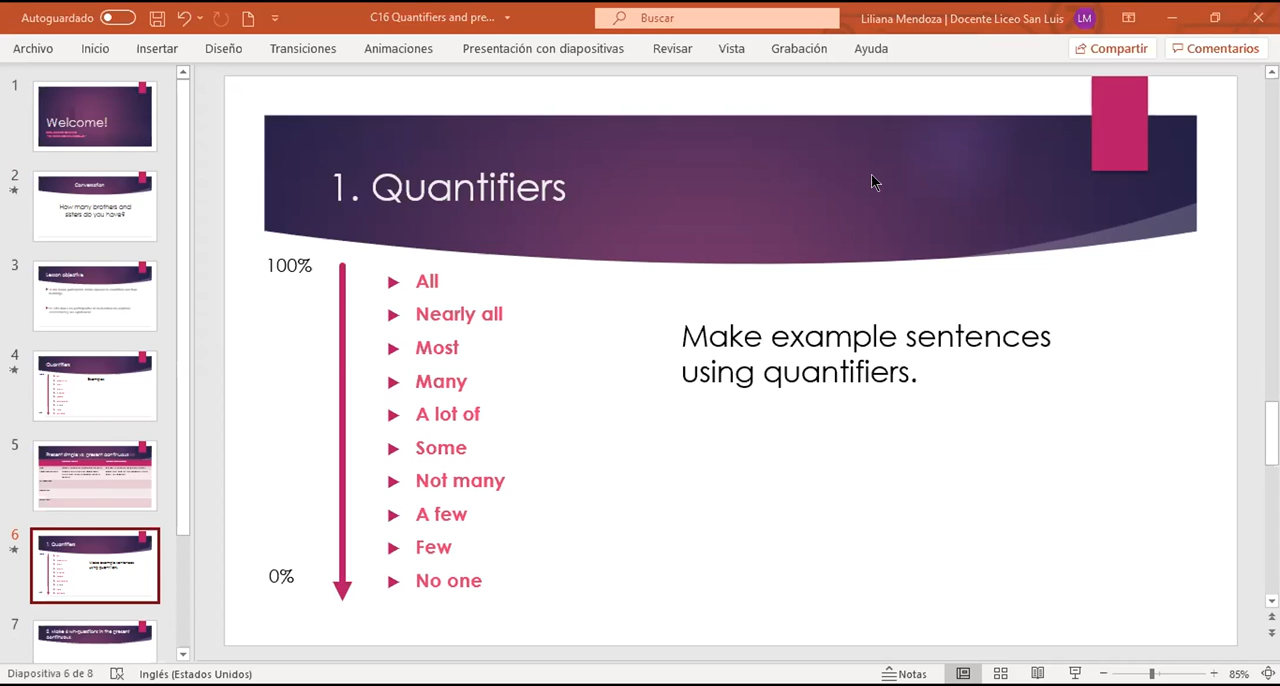 Autoguardado
C16 Quantifiers and pre...
Buscar
Liliana Mendoza | Docente Liceo San Luis
LM
Archivo
Inicio
Insertar
Diseño
Transiciones
Animaciones
Presentación con diapositivas
Revisar
Vista
Grabación
Ayuda
Compartir
Comentarios
1
Welcome!
2
Conversation
How many brothers and
sisters do you have?
3
Lesson objective
4
Quantifiers
Examples
5
Present simple vs. present continuous
6
1. Quantifiers
Make example sentences
using quantifiers.
7
continuous
1. Quantifiers
100%
All
Nearly all
Most
Many
A lot of
Some
Not many
A few
Few
No one
0%
Make example sentences
using quantifiers.
Diapositiva 6 de 8
Inglés (Estados Unidos)
Notas
85%